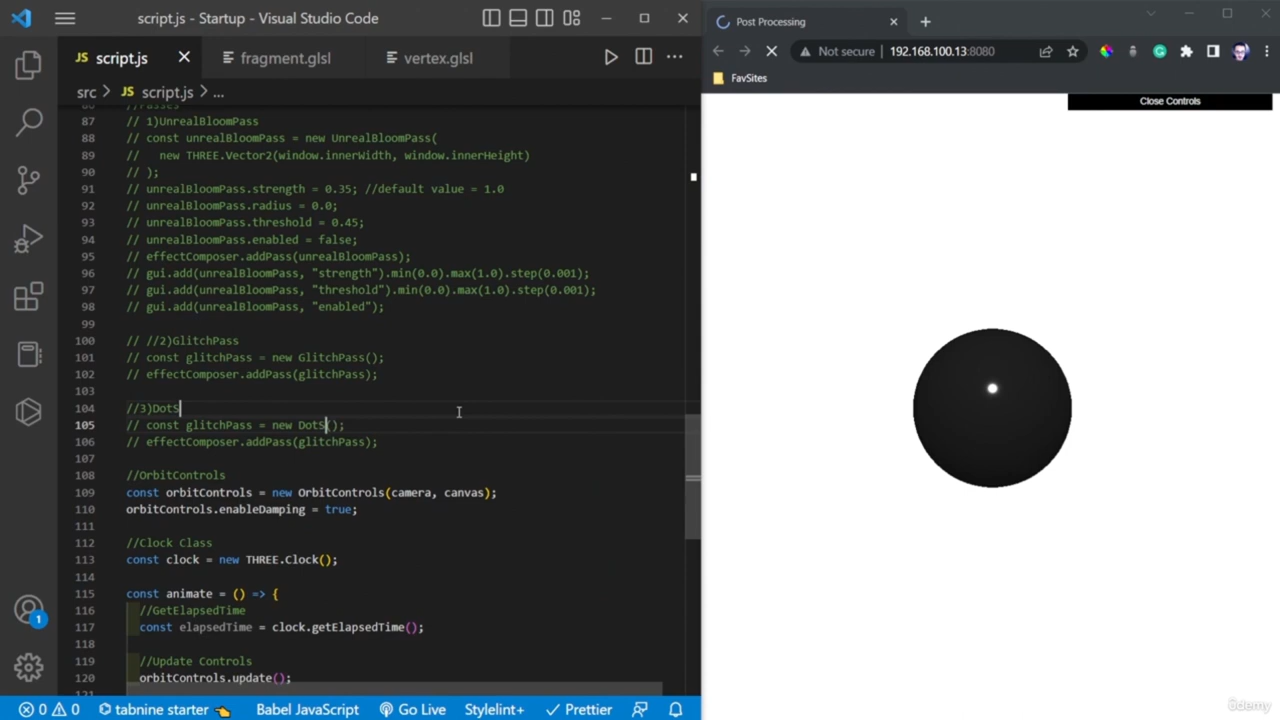 script.js - Startup - Visual Studio Code
JS script.js
fragment.glsl
vertex.glsl
src > JS script.js > ...
86 //Passes
87 // 1)UnrealBloomPass
88 // const unrealBloomPass = new UnrealBloomPass(
89 //   new THREE.Vector2(window.innerWidth, window.innerHeight)
90 // );
91 // unrealBloomPass.strength = 0.35; //default value = 1.0
92 // unrealBloomPass.radius = 0.0;
93 // unrealBloomPass.threshold = 0.45;
94 // unrealBloomPass.enabled = false;
95 // effectComposer.addPass(unrealBloomPass);
96 // gui.add(unrealBloomPass, "strength").min(0.0).max(1.0).step(0.001);
97 // gui.add(unrealBloomPass, "threshold").min(0.0).max(1.0).step(0.001);
98 // gui.add(unrealBloomPass, "enabled");
99
100 // //2)GlitchPass
101 // const glitchPass = new GlitchPass();
102 // effectComposer.addPass(glitchPass);
103
104 //3)DotS
105 // const glitchPass = new DotS();
106 // effectComposer.addPass(glitchPass);
107
108 //OrbitControls
109 const orbitControls = new OrbitControls(camera, canvas);
110 orbitControls.enableDamping = true;
111
112 //Clock Class
113 const clock = new THREE.Clock();
114
115 const animate = () => {
116 //GetElapsedTime
117 const elapsedTime = clock.getElapsedTime();
118
119 //Update Controls
120 orbitControls.update();
121
1
0 0 tabnine starter Babel JavaScript Go Live Stylelint+ Prettier
Post Processing
Not secure 192.168.100.13:8080
FavSites
Close Controls
ûdemy